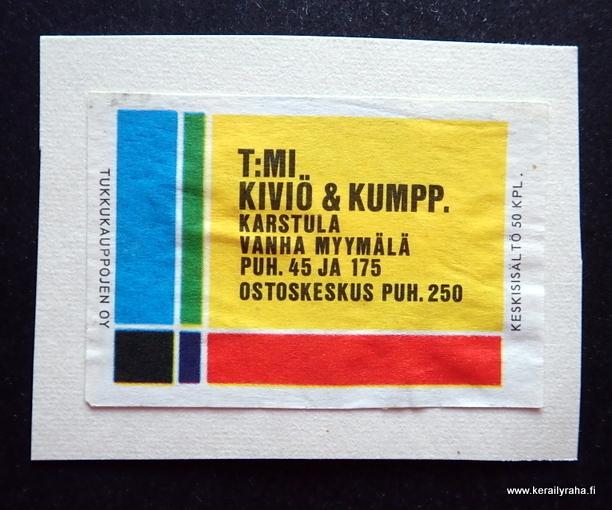 T:MI
KIVIÖ & KUMPP.
KARSTULA
VANHA MYYMÄLÄ
PUH. 45 JA 175
OSTOSKESKUS PUH. 250
TUKKUKAUPPOJEN OY
KESKISISÄLTÖ 50 KPL.
www.kerailyraha.fi